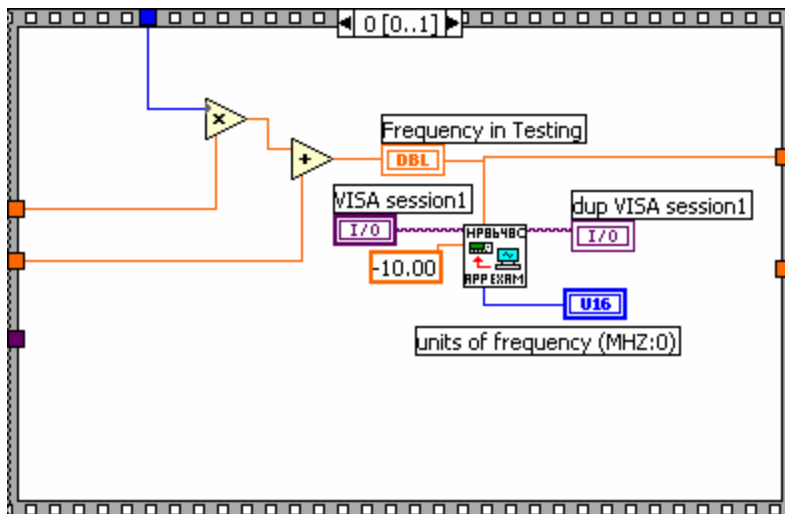 0 [0..1]
×
+
Frequency in Testing
DBL
VISA session1
I/O
dup VISA session1
I/O
HP8648C
-10.00
APP EXAM
U16
units of frequency (MHZ:0)